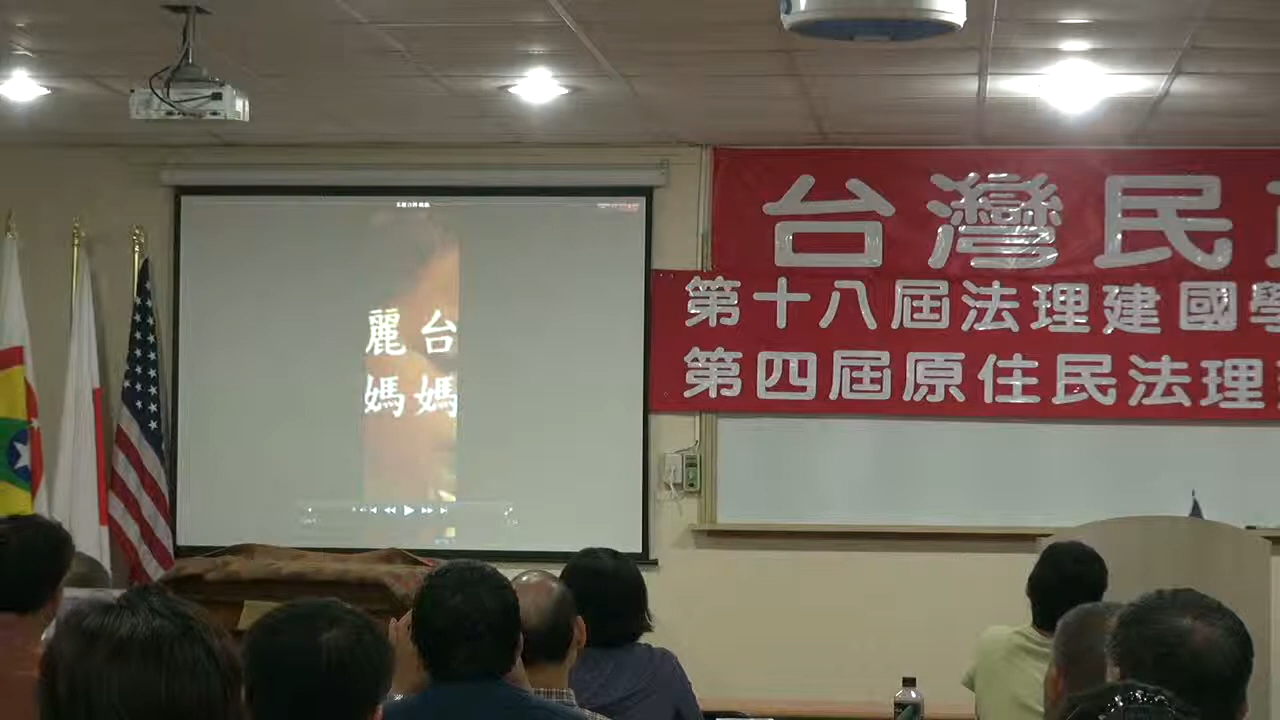 台媽
麗媽
台灣民
第十八屆法理建國學
第四屆原住民法理